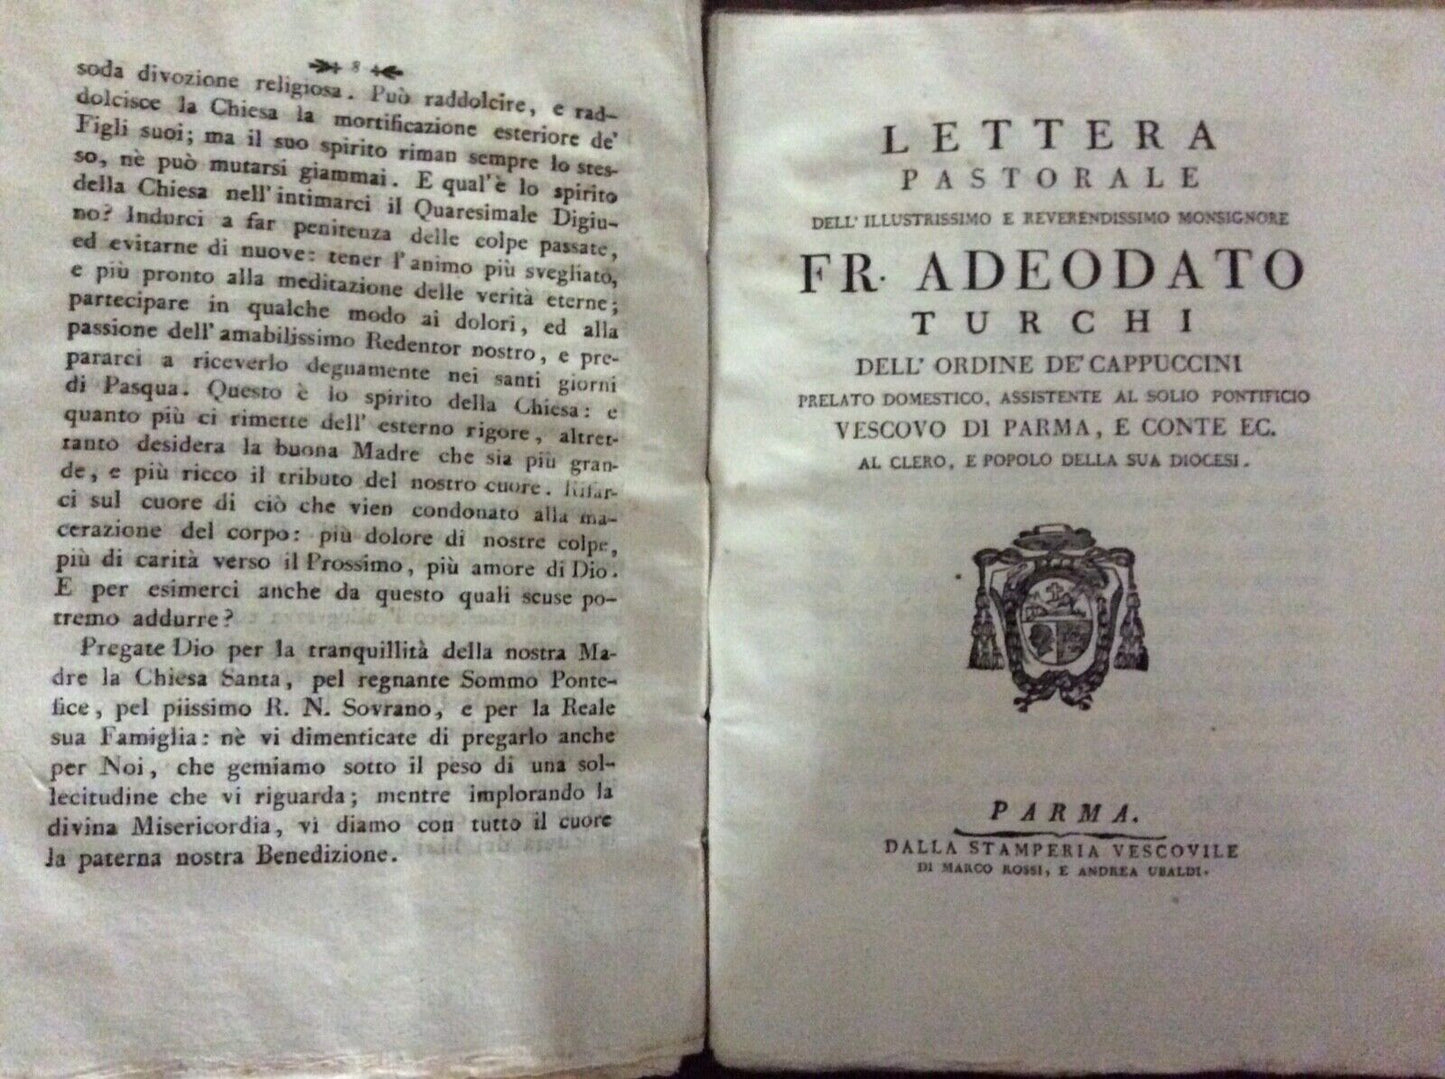 8
soda divozione religiosa. Può raddolcire, e rad-
dolcisce la Chiesa la mortificazione esteriore de'
Figli suoi; ma il suo spirito riman sempre lo stes-
so, nè può mutarsi giammai. E qual'è lo spirito
della Chiesa nell'intimarci il Quaresimale Digiu-
no? Indurci a far penitenza delle colpe passate,
ed evitarne di nuove: tener l'animo più svegliato,
e più pronto alla meditazione delle verità eterne;
partecipare in qualche modo ai dolori, ed alla
passione dell'amabilissimo Redentor nostro, e pre-
pararci a riceverlo degnamente nei santi giorni
di Pasqua. Questo è lo spirito della Chiesa: e
quanto più ci rimette dell'esterno rigore, altret-
tanto desidera la buona Madre che sia più gran-
de, e più ricco il tributo del nostro cuore. Rifar-
ci sul cuore di ciò che vien condonato alla ma-
cerazione del corpo: più dolore di nostre colpe,
più di carità verso il Prossimo, più amore di Dio.
E per esimerci anche da questo quali scuse po-
tremo addurre?
Pregate Dio per la tranquillità della nostra Ma-
dre la Chiesa Santa, pel regnante Sommo Ponte-
fice, pel piissimo R. N. Sovrano, e per la Reale
sua Famiglia: nè vi dimenticate di pregarlo anche
per Noi, che gemiamo sotto il peso di una sol-
lecitudine che vi riguarda; mentre implorando la
divina Misericordia, vi diamo con tutto il cuore
la paterna nostra Benedizione.
LETTERA
PASTORALE
DELL'ILLUSTRISSIMO E REVERENDISSIMO MONSIGNORE
FR. ADEODATO
TURCHI
DELL'ORDINE DE'CAPPUCCINI
PRELATO DOMESTICO, ASSISTENTE AL SOLIO PONTIFICIO
VESCOVO DI PARMA, E CONTE EC.
AL CLERO, E POPOLO DELLA SUA DIOCESI.
PARMA.
DALLA STAMPERIA VESCOVILE
DI MARCO ROSSI, E ANDREA UBALDI.